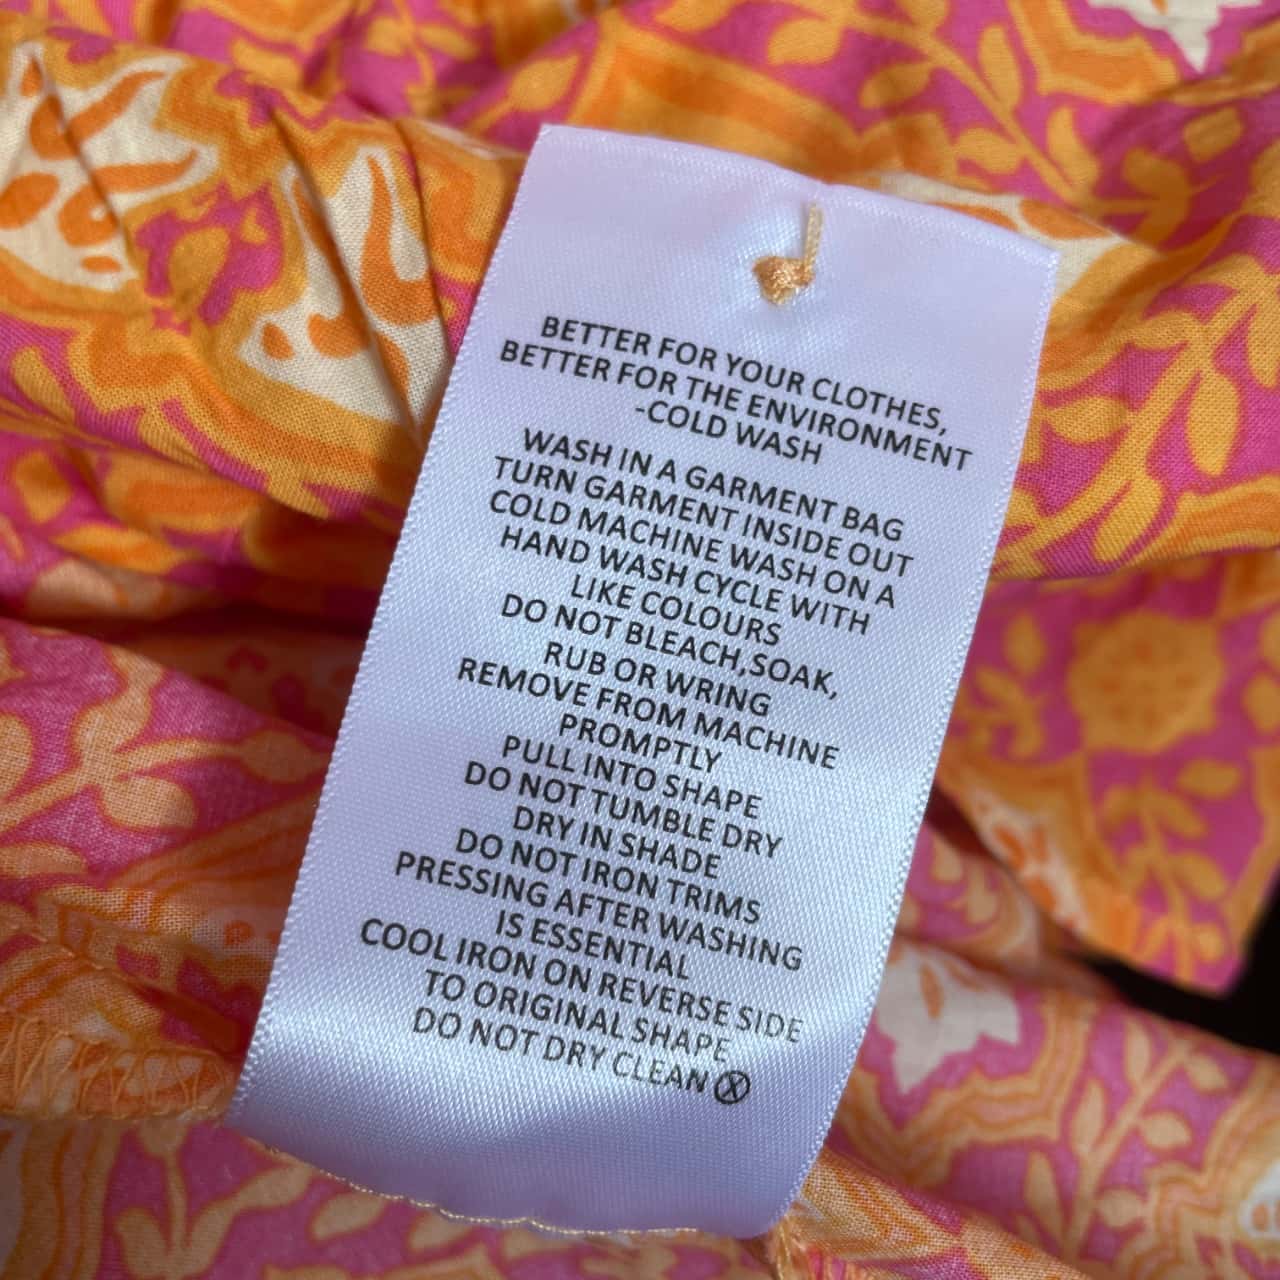 BETTER FOR YOUR CLOTHES,
BETTER FOR THE ENVIRONMENT
-COLD WASH
WASH IN A GARMENT BAG
TURN GARMENT INSIDE OUT
COLD MACHINE WASH ON A
HAND WASH CYCLE WITH
LIKE COLOURS
DO NOT BLEACH,SOAK,
RUB OR WRING
REMOVE FROM MACHINE
PROMPTLY
PULL INTO SHAPE
DO NOT TUMBLE DRY
DRY IN SHADE
DO NOT IRON TRIMS
PRESSING AFTER WASHING
IS ESSENTIAL
COOL IRON ON REVERSE SIDE
TO ORIGINAL SHAPE
DO NOT DRY CLEAN Ⓧ